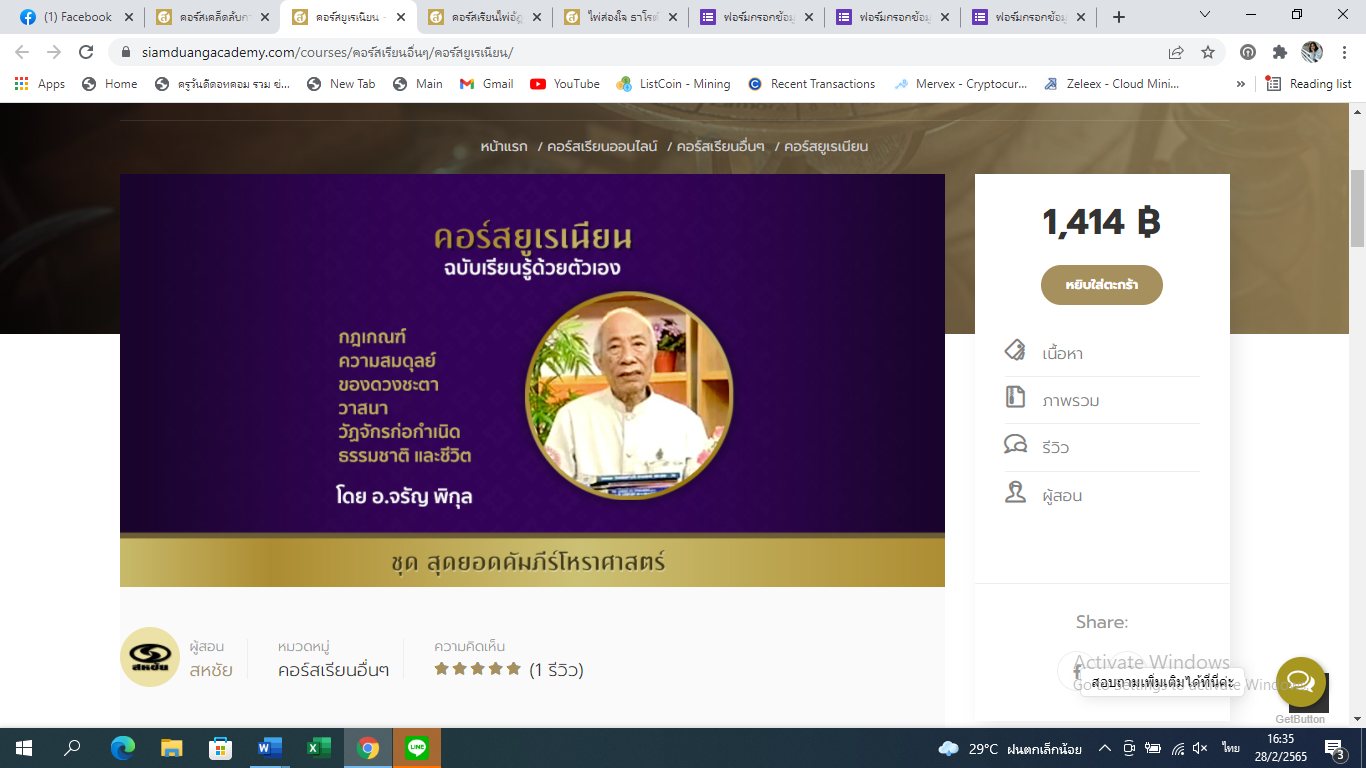 (1) Facebook
คอร์สเคล็ดลับกา
คอร์สยูเรเนียน -
คอร์สเรียนไพ่อัญ
ไพ่ส่องใจ ธาโรต์
ฟอร์มกรอกข้อมู
ฟอร์มกรอกข้อมู
ฟอร์มกรอกข้อมู
siamduangacademy.com/courses/คอร์สเรียนอื่นๆ/คอร์สยูเรเนียน/
Apps
Home
ครูวันดีดอทคอม รวม ข่...
New Tab
Main
Gmail
YouTube
ListCoin - Mining
Recent Transactions
Mervex - Cryptocur...
Zeleex - Cloud Mini...
»
Reading list
หน้าแรก / คอร์สเรียนออนไลน์ / คอร์สเรียนอื่นๆ / คอร์สยูเรเนียน
คอร์สยูเรเนียน
ฉบับเรียนรู้ด้วยตัวเอง
กฎเกณฑ์
ความสมดุลย์
ของดวงชะตา
วาสนา
วัฏจักรก่อกำเนิด
ธรรมชาติ และชีวิต
โดย อ.จรัญ พิกุล
ชุด สุดยอดคัมภีร์โหราศาสตร์
1,414 ฿
หยิบใส่ตะกร้า
เนื้อหา
ภาพรวม
รีวิว
ผู้สอน
Share:
สหชัย
ผู้สอน
สหชัย
หมวดหมู่
คอร์สเรียนอื่นๆ
ความคิดเห็น
(1 รีวิว)
Activate Windows
Go to Settings to activate Windows.
สอบถามเพิ่มเติมได้ที่นี่ค่ะ
GetButton
29°C ฝนตกเล็กน้อย
ไทย
16:35
28/2/2565
3